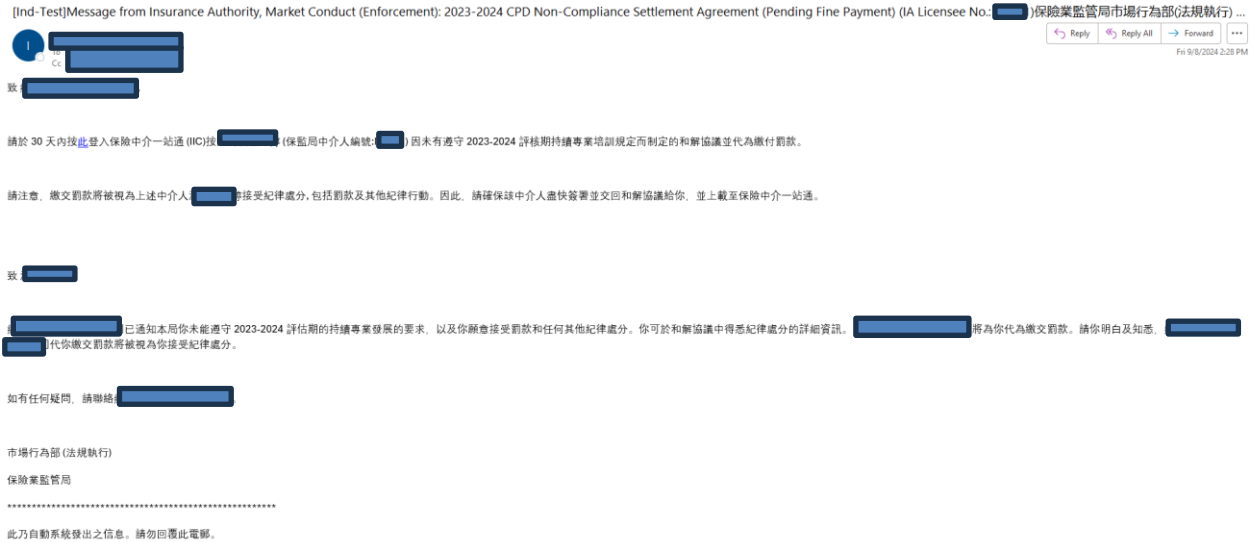 [Ind-Test]Message from Insurance Authority, Market Conduct (Enforcement): 2023-2024 CPD Non-Compliance Settlement Agreement (Pending Fine Payment) (IA Licensee No.: )保險業監管局市場行為部(法規執行) ...
Reply Reply All Forward ...
I
To
Cc
Fri 9/8/2024 2:28 PM
致
請於 30 天內按此登入保險中介一站通 (IIC)按 (保監局中介人編號: ) 因未有遵守 2023-2024 評核期持續專業培訓規定而制定的和解協議並代為繳付罰款。
請注意，繳交罰款將被視為上述中介人 接受紀律處分, 包括罰款及其他紀律行動。因此，請確保該中介人盡快簽署並交回和解協議給你，並上載至保險中介一站通。
致
已通知本局你未能遵守 2023-2024 評估期的持續專業發展的要求，以及你願意接受罰款和任何其他紀律處分。你可於和解協議中得悉紀律處分的詳細資訊。 將為你代為繳交罰款。請你明白及知悉，
代你繳交罰款將被視為你接受紀律處分。
如有任何疑問，請聯絡
市場行為部 (法規執行)
保險業監管局
********************************************************
此乃自動系統發出之信息。請勿回覆此電郵。